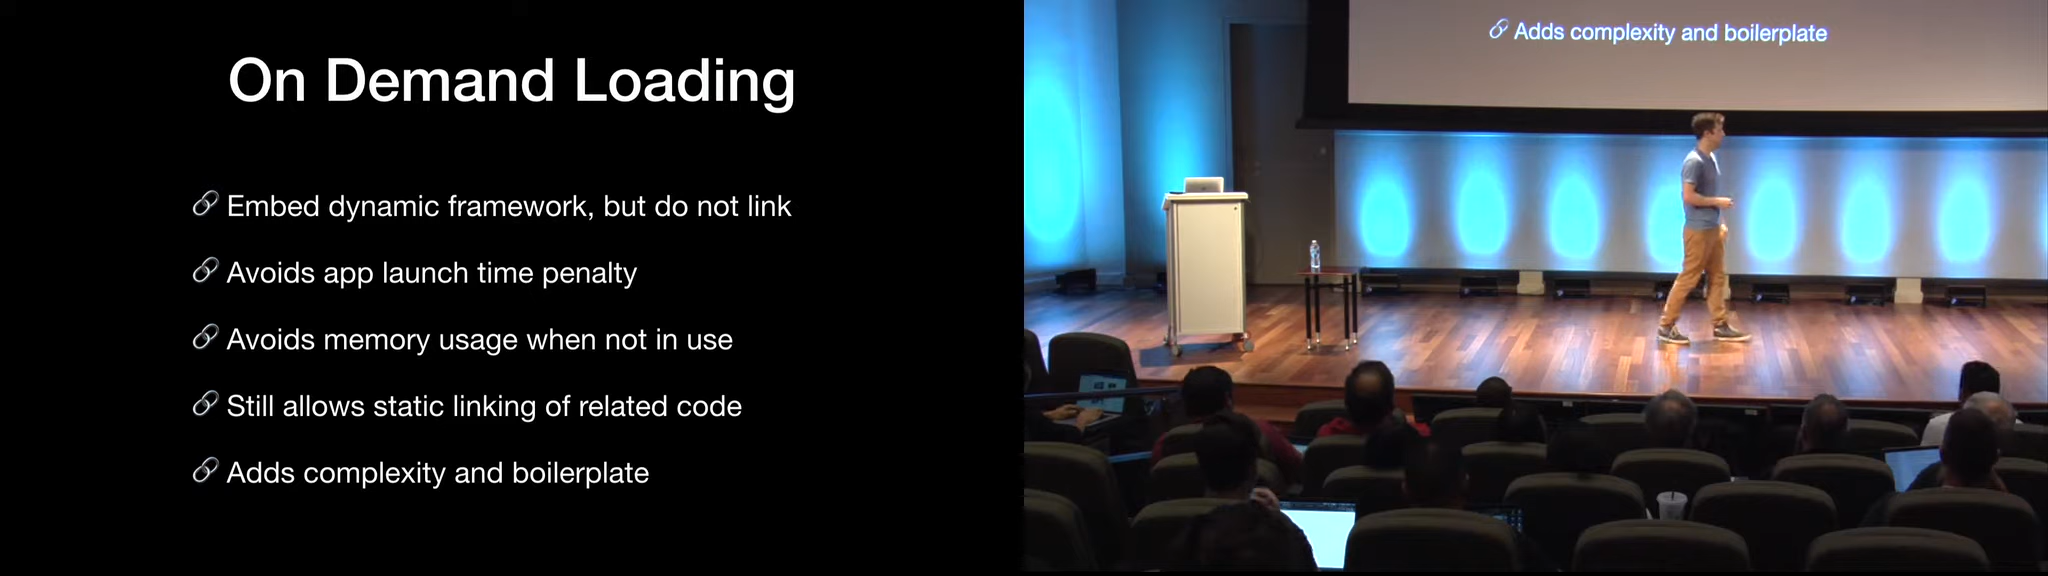 On Demand Loading
🔗 Embed dynamic framework, but do not link
🔗 Avoids app launch time penalty
🔗 Avoids memory usage when not in use
🔗 Still allows static linking of related code
🔗 Adds complexity and boilerplate
🔗 Adds complexity and boilerplate